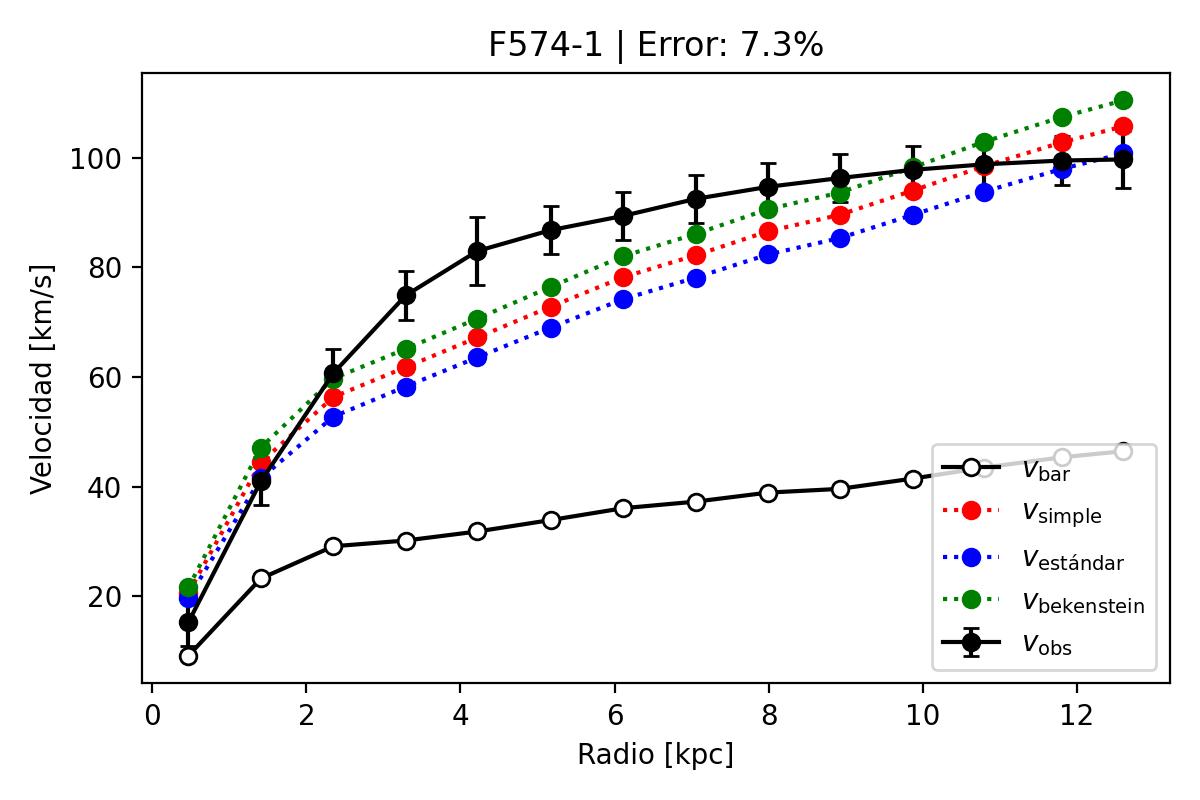 F574-1 | Error: 7.3%
Velocidad [km/s]
100
80
60
40
20
0 2 4 6 8 10 12
Radio [kpc]
v_bar
v_simple
v_estándar
v_bekenstein
v_obs